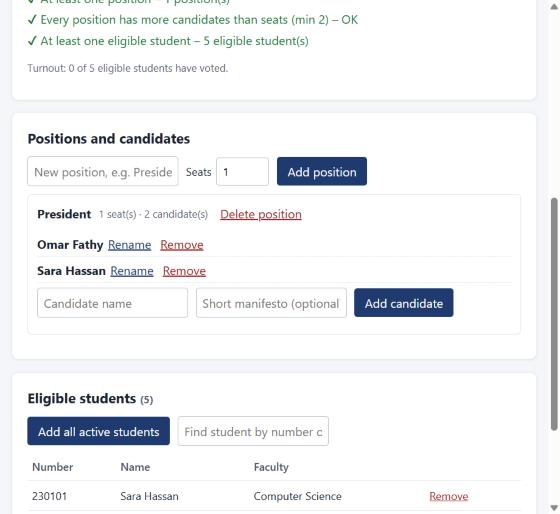 ✓ At least one position – 1 position(s)
✓ Every position has more candidates than seats (min 2) – OK
✓ At least one eligible student – 5 eligible student(s)
Turnout: 0 of 5 eligible students have voted.
Positions and candidates
New position, e.g. Preside Seats 1 Add position
President 1 seat(s) · 2 candidate(s) Delete position
Omar Fathy Rename Remove
Sara Hassan Rename Remove
Candidate name Short manifesto (optional Add candidate
Eligible students (5)
Add all active students Find student by number c
Number Name Faculty
230101 Sara Hassan Computer Science Remove